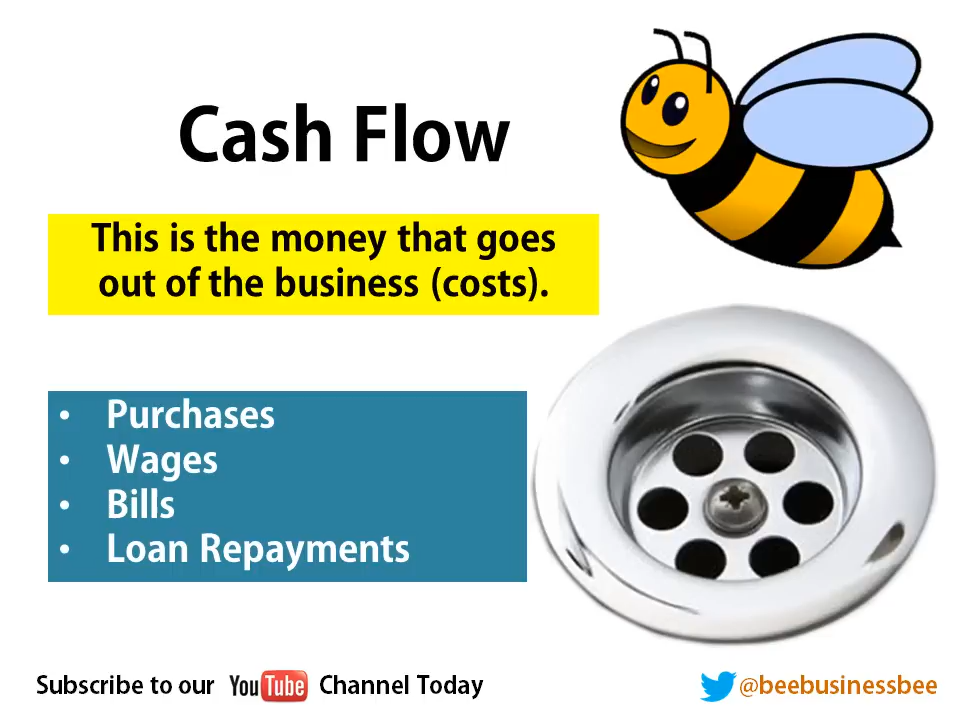 Cash Flow
This is the money that goes
out of the business (costs).
• Purchases
• Wages
• Bills
• Loan Repayments
Subscribe to our YouTube Channel Today
@beebusinessbee